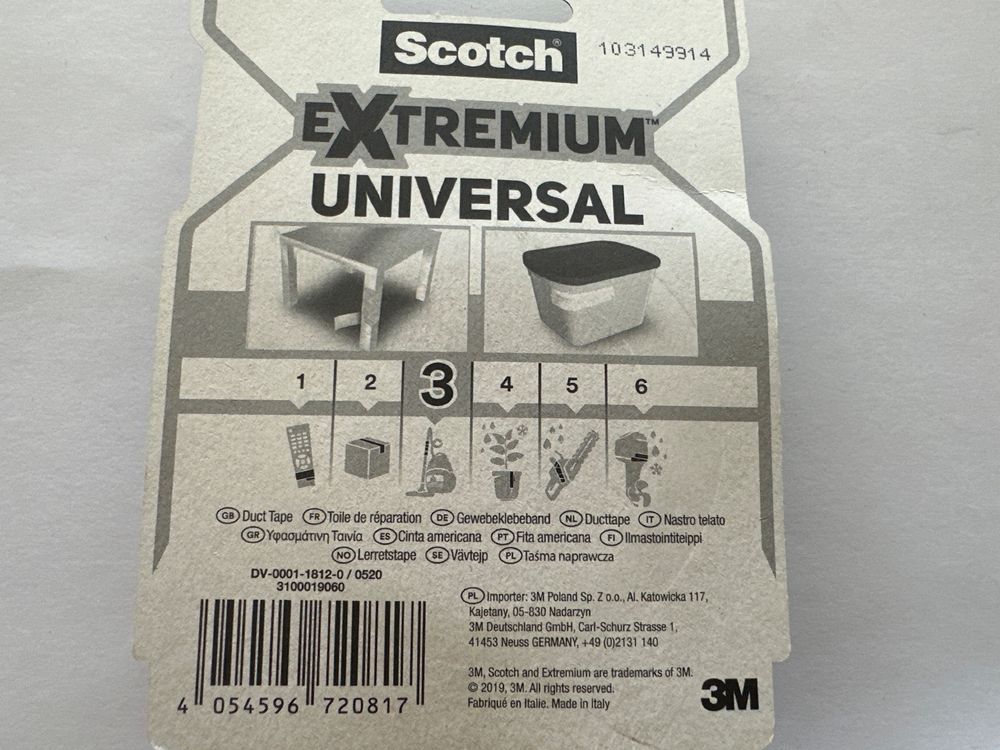 Scotch®
103149914
EXTREMIUM™
UNIVERSAL
1 2 3 4 5 6
GB Duct Tape FR Toile de réparation DE Gewebeklebeband NL Ducttape IT Nastro telato
GR Υφασμάτινη Ταινία ES Cinta americana PT Fita americana FI Ilmastointiteippi
NO Lerretstape SE Vävtejp PL Taśma naprawcza
DV-0001-1812-0 / 0520
3100019060
PL Importer: 3M Poland Sp. Z o.o., Al. Katowicka 117,
Kajetany, 05-830 Nadarzyn
3M Deutschland GmbH, Carl-Schurz Strasse 1,
41453 Neuss GERMANY, +49 (0)2131 140
3M, Scotch and Extremium are trademarks of 3M.
© 2019, 3M. All rights reserved.
Fabriqué en Italie. Made in Italy
3M
4 054596 720817